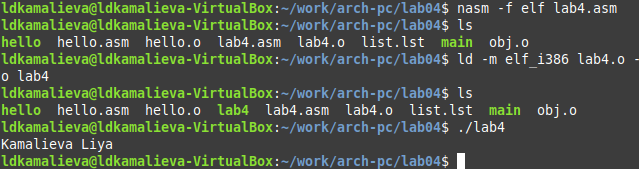 ldkamalieva@ldkamalieva-VirtualBox:~/work/arch-pc/lab04$ nasm -f elf lab4.asm
ldkamalieva@ldkamalieva-VirtualBox:~/work/arch-pc/lab04$ ls
hello  hello.asm  hello.o  lab4.asm  lab4.o  list.lst  main  obj.o
ldkamalieva@ldkamalieva-VirtualBox:~/work/arch-pc/lab04$ ld -m elf_i386 lab4.o -
o lab4
ldkamalieva@ldkamalieva-VirtualBox:~/work/arch-pc/lab04$ ls
hello  hello.asm  hello.o  lab4  lab4.asm  lab4.o  list.lst  main  obj.o
ldkamalieva@ldkamalieva-VirtualBox:~/work/arch-pc/lab04$ ./lab4
Kamalieva Liya
ldkamalieva@ldkamalieva-VirtualBox:~/work/arch-pc/lab04$